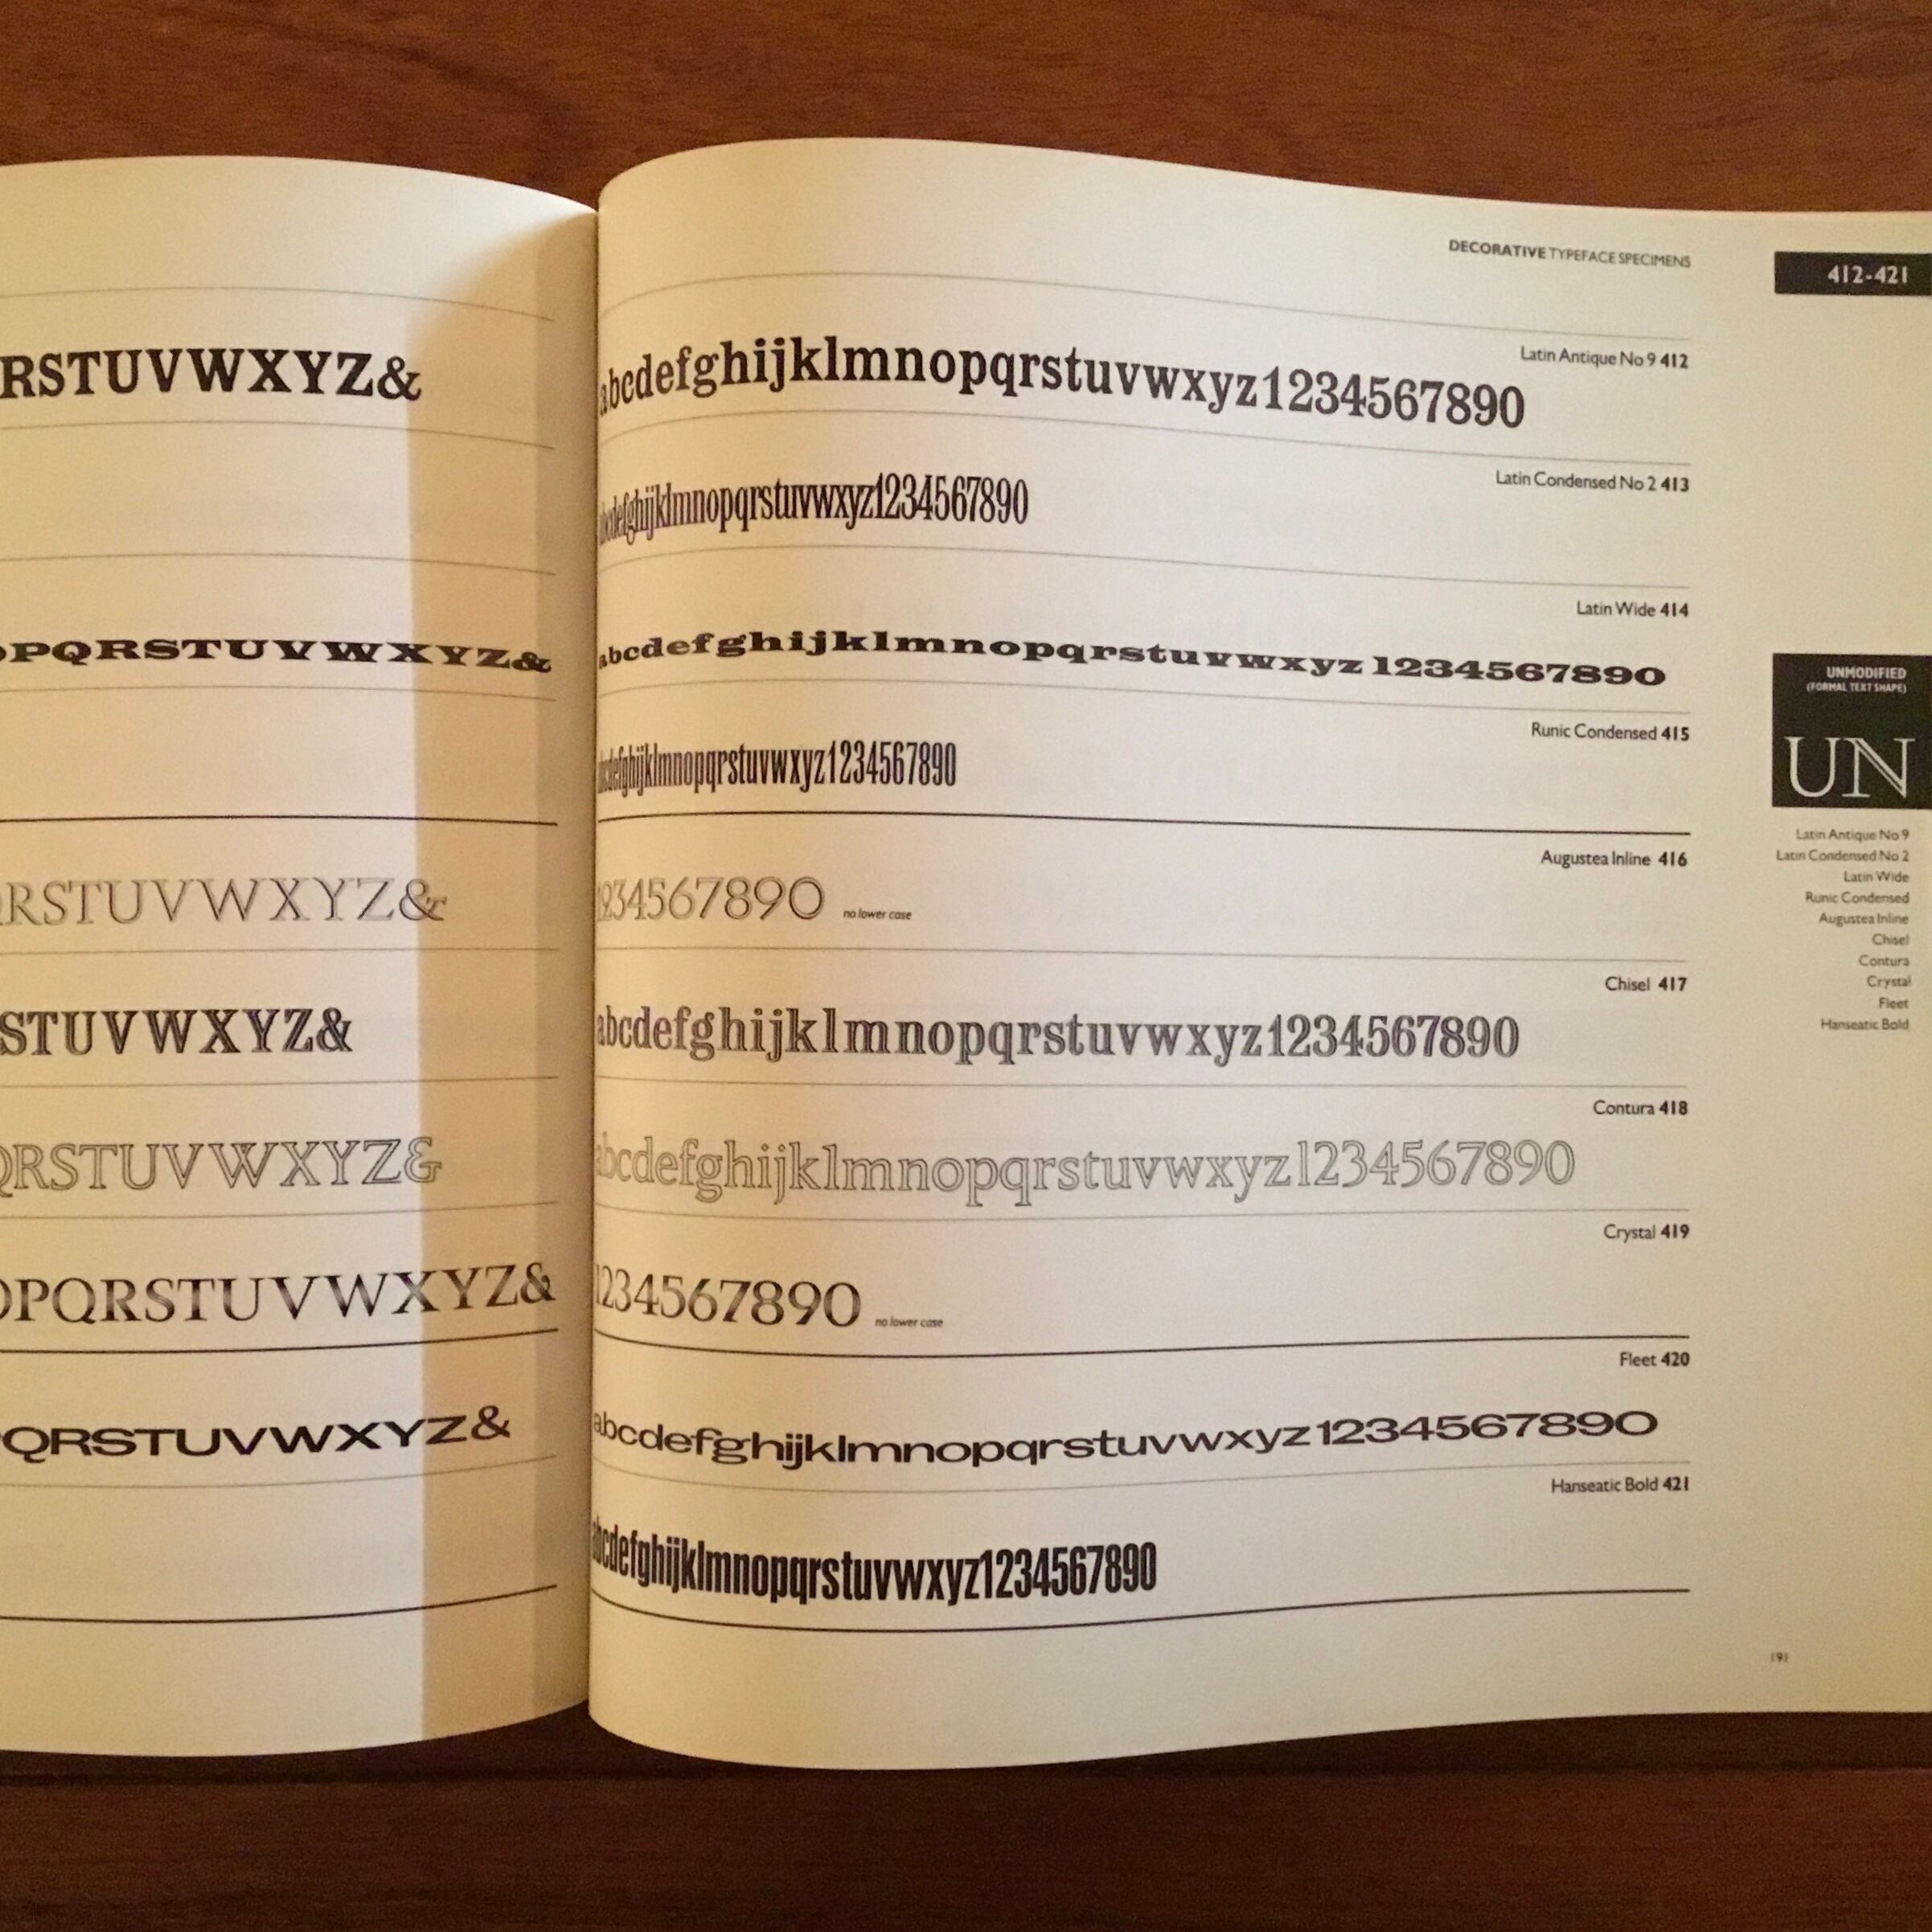 RSTUVWXYZ&
PQRSTUVWXYZ&
RSTUVWXYZ&
STUVWXYZ&
QRSTUVWXYZ&
OPQRSTUVWXYZ&
QRSTUVWXYZ&
DECORATIVE TYPEFACE SPECIMENS
412-421
Latin Antique No 9 412
abcdefghijklmnopqrstuvwxyz1234567890
Latin Condensed No 2 413
abcdefghijklmnopqrstuvwxyz1234567890
Latin Wide 414
abcdefghijklmnopqrstuvwxyz 1234567890
Runic Condensed 415
abcdefghijklmnopqrstuvwxyz1234567890
Augustea Inline 416
1234567890 no lower case
Chisel 417
abcdefghijklmnopqrstuvwxyz1234567890
Contura 418
abcdefghijklmnopqrstuvwxyz1234567890
Crystal 419
1234567890 no lower case
Fleet 420
abcdefghijklmnopqrstuvwxyz1234567890
Hanseatic Bold 421
abcdefghijklmnopqrstuvwxyz1234567890
UNMODIFIED
(FORMAL TEXT SHAPE)
UN
Latin Antique No 9
Latin Condensed No 2
Latin Wide
Runic Condensed
Augustea Inline
Chisel
Contura
Crystal
Fleet
Hanseatic Bold
191